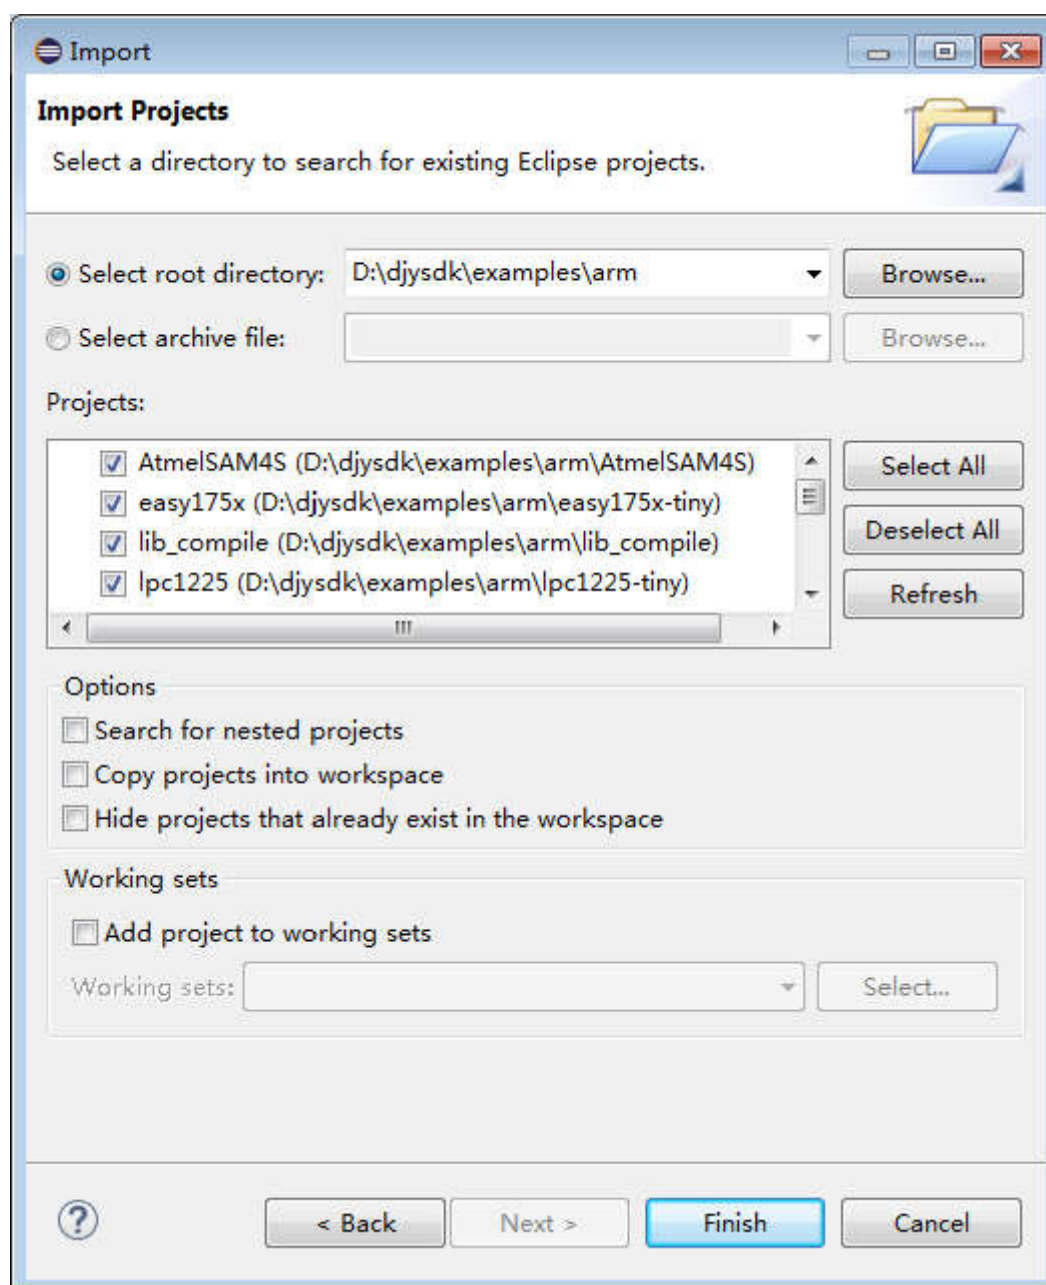 Import
Import Projects
Select a directory to search for existing Eclipse projects.
Select root directory: D:\djysdk\examples\arm Browse...
Select archive file: Browse...
Projects:
AtmelSAM4S (D:\djysdk\examples\arm\AtmelSAM4S)
easy175x (D:\djysdk\examples\arm\easy175x-tiny)
lib_compile (D:\djysdk\examples\arm\lib_compile)
lpc1225 (D:\djysdk\examples\arm\lpc1225-tiny)
Select All
Deselect All
Refresh
Options
Search for nested projects
Copy projects into workspace
Hide projects that already exist in the workspace
Working sets
Add project to working sets
Working sets: Select...
? < Back Next > Finish Cancel